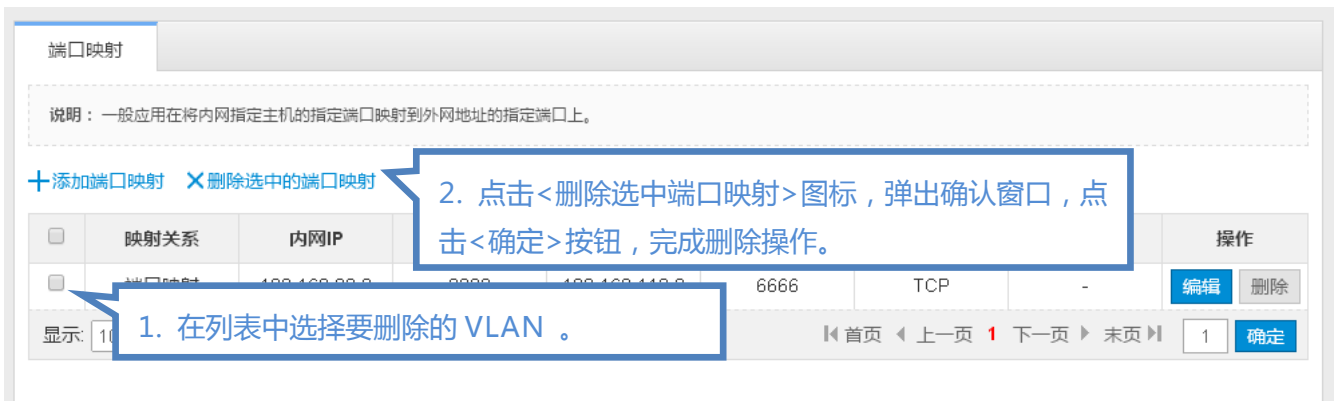 端口映射
说明： 一般应用在将内网指定主机的指定端口映射到外网地址的指定端口上。
添加端口映射 删除选中的端口映射
2. 点击<删除选中端口映射>图标，弹出确认窗口，点
击<确定>按钮，完成删除操作。
映射关系 内网IP 操作
端口映射 6666 TCP - 编辑 删除
1. 在列表中选择要删除的 VLAN 。
显示: 首页 上一页 1 下一页 末页 1 确定